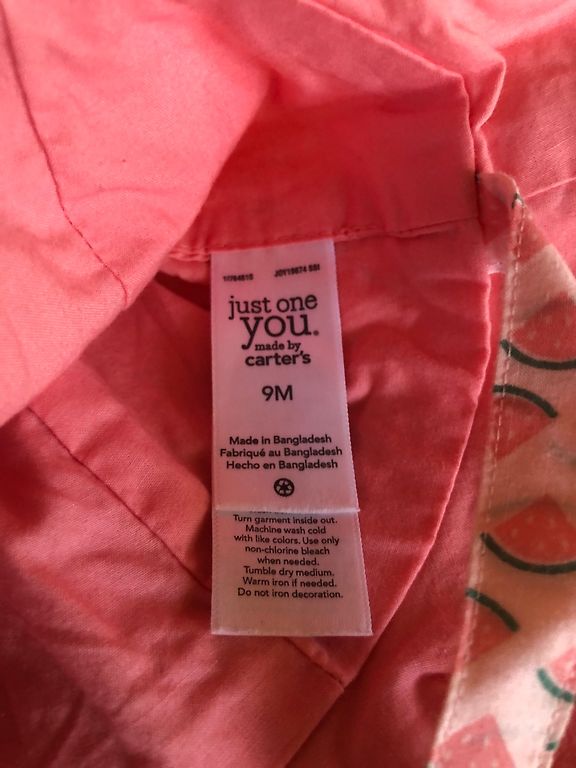 just one
you.
made by
carter's
9M
Made in Bangladesh
Fabriqué au Bangladesh
Hecho en Bangladesh
Turn garment inside out.
Machine wash cold
with like colors. Use only
non-chlorine bleach
when needed.
Tumble dry medium.
Warm iron if needed.
Do not iron decoration.